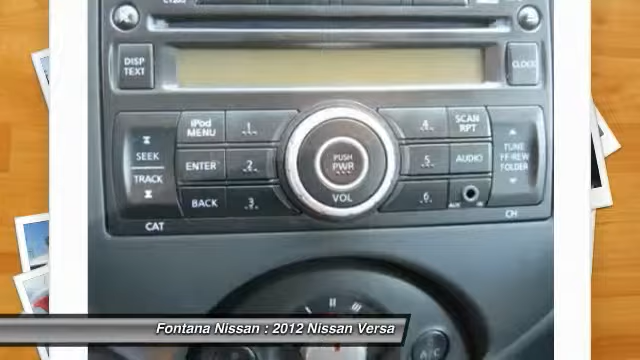 DISP TEXT
CLOCK
iPod MENU
1
4
SCAN RPT
SEEK
TRACK
ENTER
2
PUSH PWR
5
AUDIO
TUNE
FF·REW
FOLDER
BACK
3
VOL
6
CAT
CH
Fontana Nissan : 2012 Nissan Versa